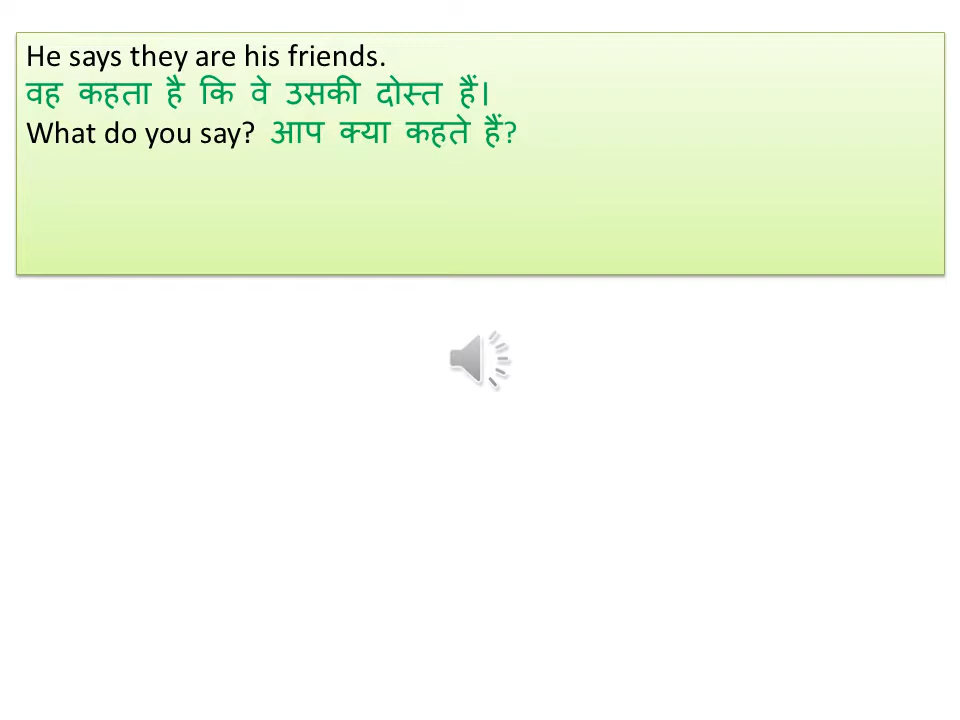 He says they are his friends.
वह कहता है कि वे उसकी दोस्त हैं।
What do you say? आप क्या कहते हैं?